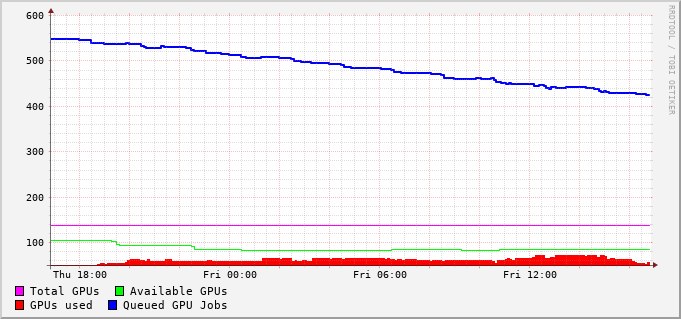 600
500
400
300
200
100
Thu 18:00 Fri 00:00 Fri 06:00 Fri 12:00
Total GPUs Available GPUs
GPUs used Queued GPU Jobs
RRDTOOL / TOBI OETIKER